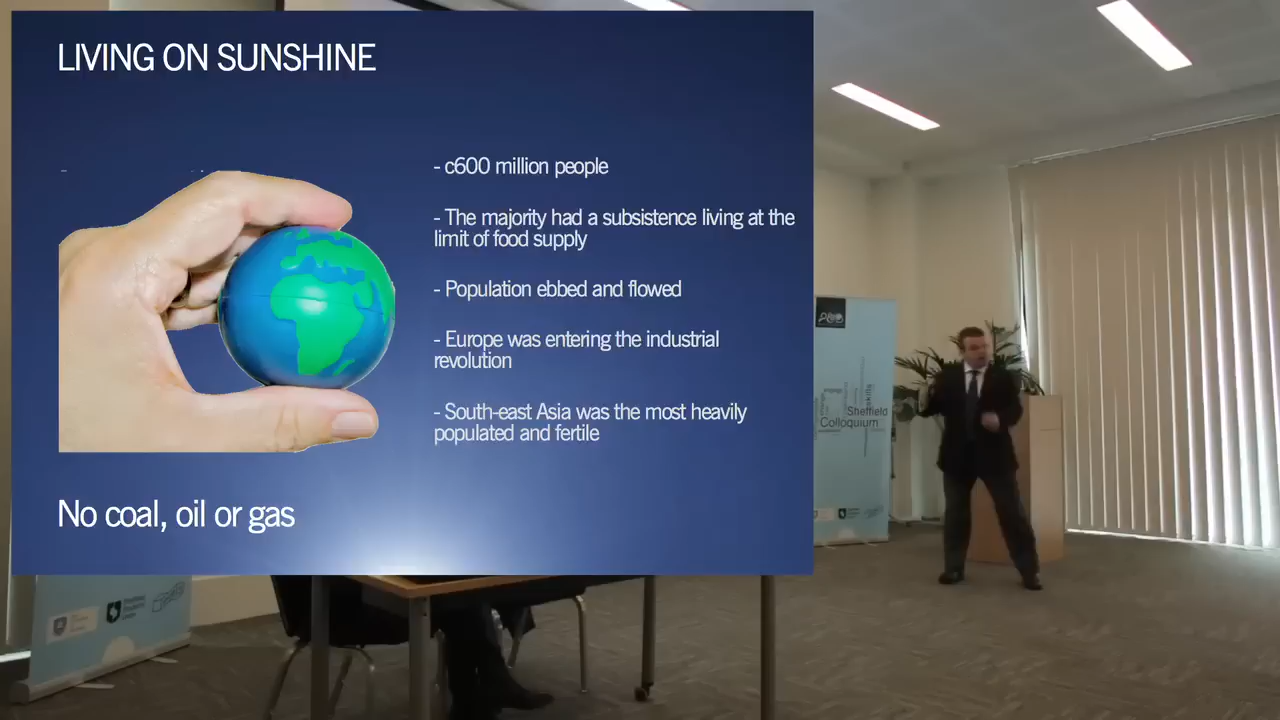 LIVING ON SUNSHINE
- c600 million people
- The majority had a subsistence living at the
limit of food supply
- Population ebbed and flowed
- Europe was entering the industrial
revolution
- South-east Asia was the most heavily
populated and fertile
No coal, oil or gas
Sheffield
Colloquium
skills